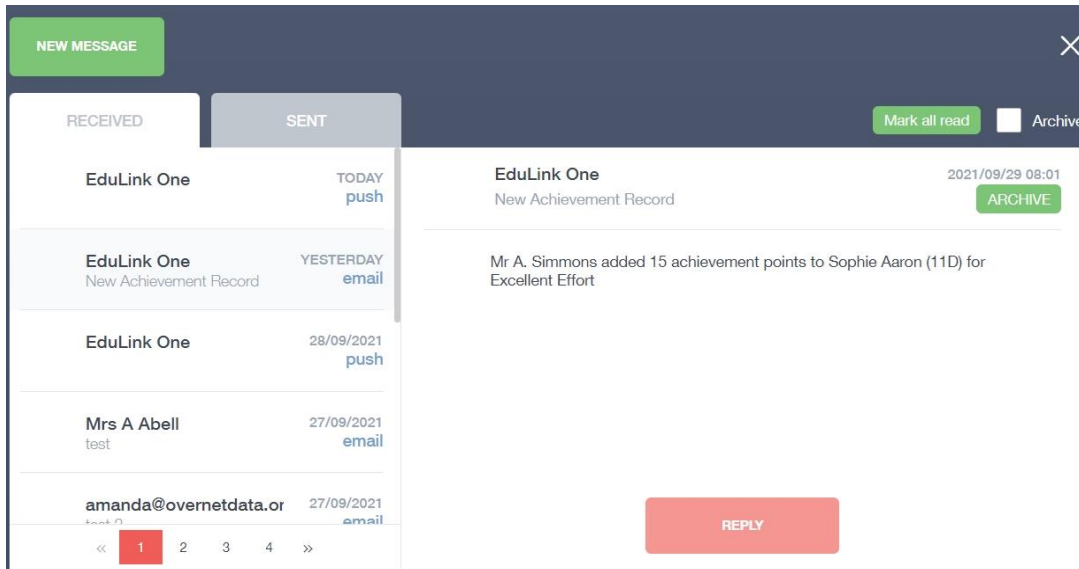 NEW MESSAGE
RECEIVED
SENT
Mark all read
Archive
EduLink One
TODAY
push
EduLink One
YESTERDAY
New Achievement Record
email
EduLink One
28/09/2021
push
Mrs A Abell
27/09/2021
test
email
amanda@overnetdata.or
27/09/2021
test 2
email
« 1 2 3 4 »
EduLink One
2021/09/29 08:01
New Achievement Record
ARCHIVE
Mr A. Simmons added 15 achievement points to Sophie Aaron (11D) for
Excellent Effort
REPLY